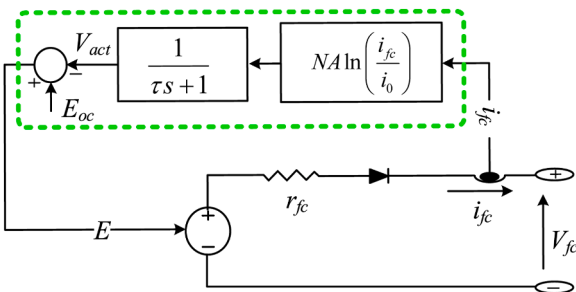 V_act
1
τs+1
NA ln(i_fc / i_0)
+
−
E_oc
i_fc
E
+
−
r_fc
i_fc
+
V_fc
−